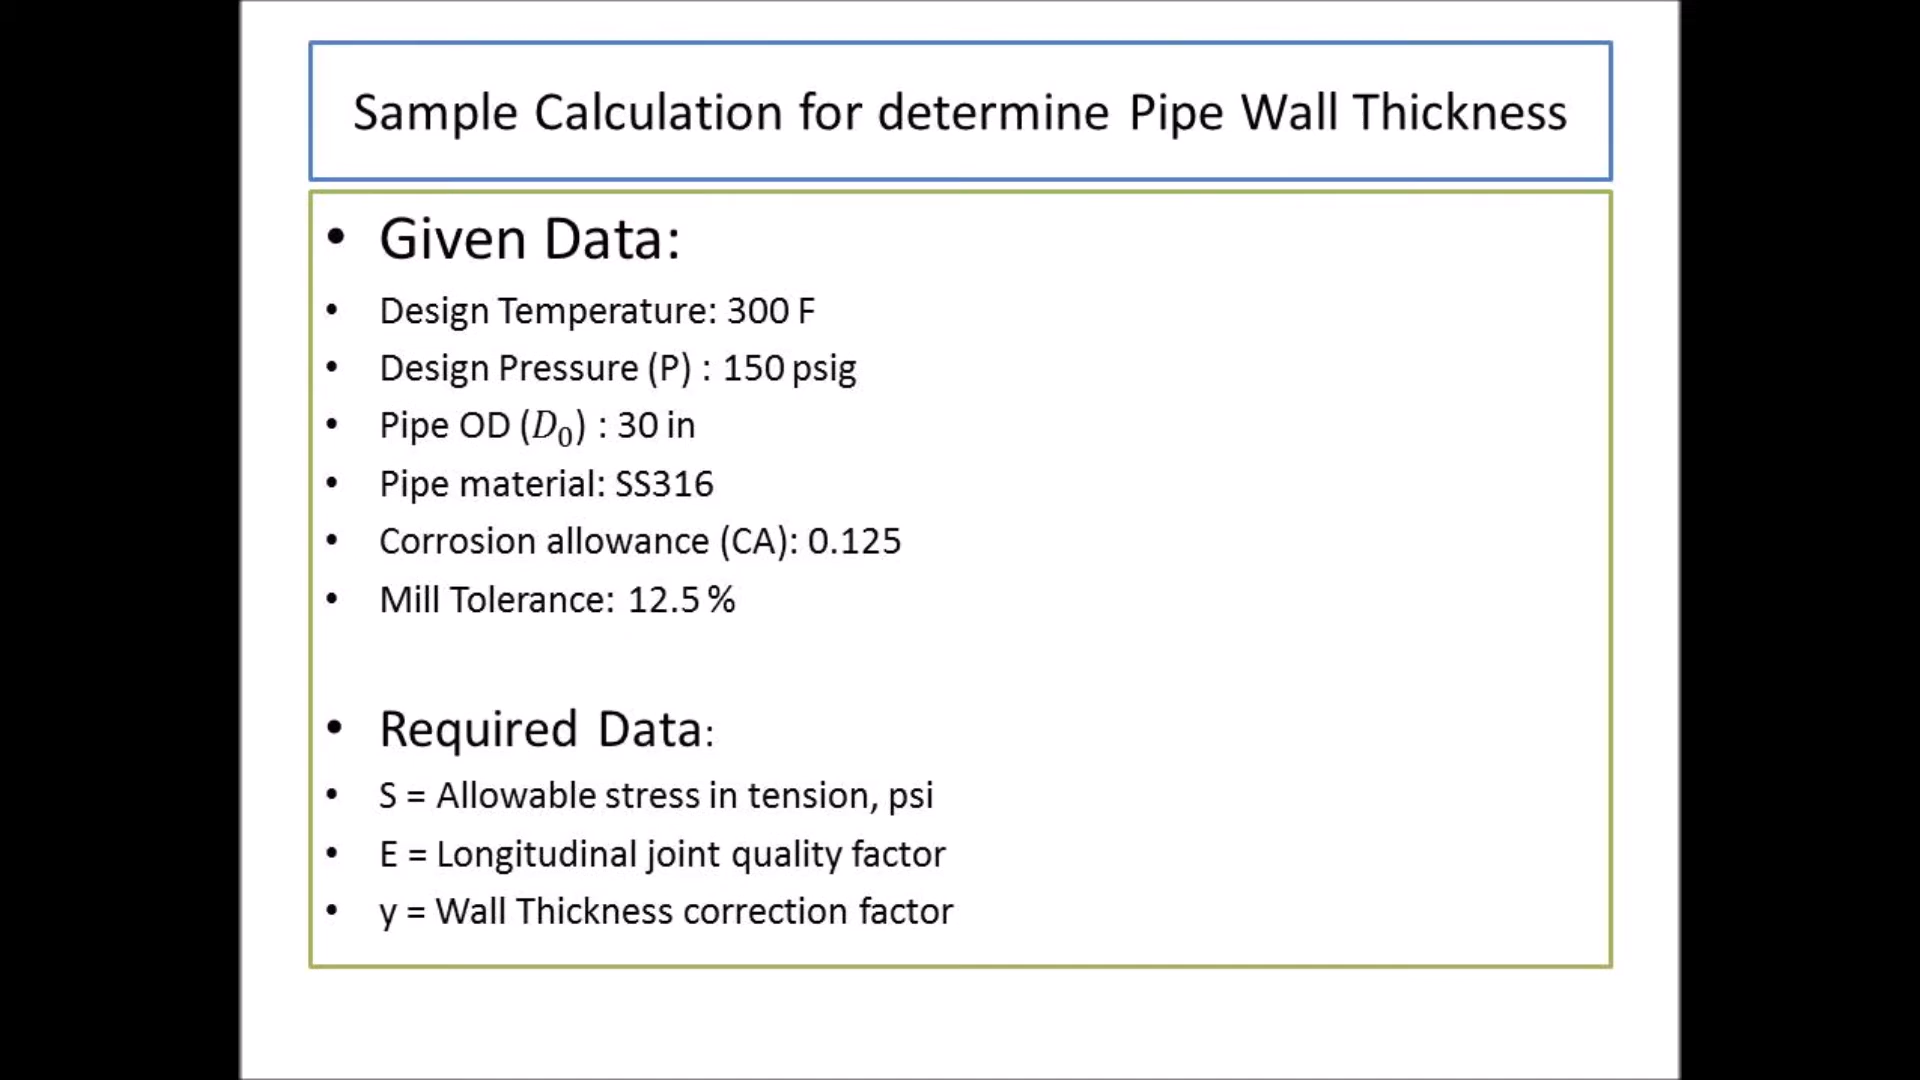 Sample Calculation for determine Pipe Wall Thickness
• Given Data:
• Design Temperature: 300 F
• Design Pressure (P) : 150 psig
• Pipe OD (D₀) : 30 in
• Pipe material: SS316
• Corrosion allowance (CA): 0.125
• Mill Tolerance: 12.5 %
• Required Data:
• S = Allowable stress in tension, psi
• E = Longitudinal joint quality factor
• y = Wall Thickness correction factor